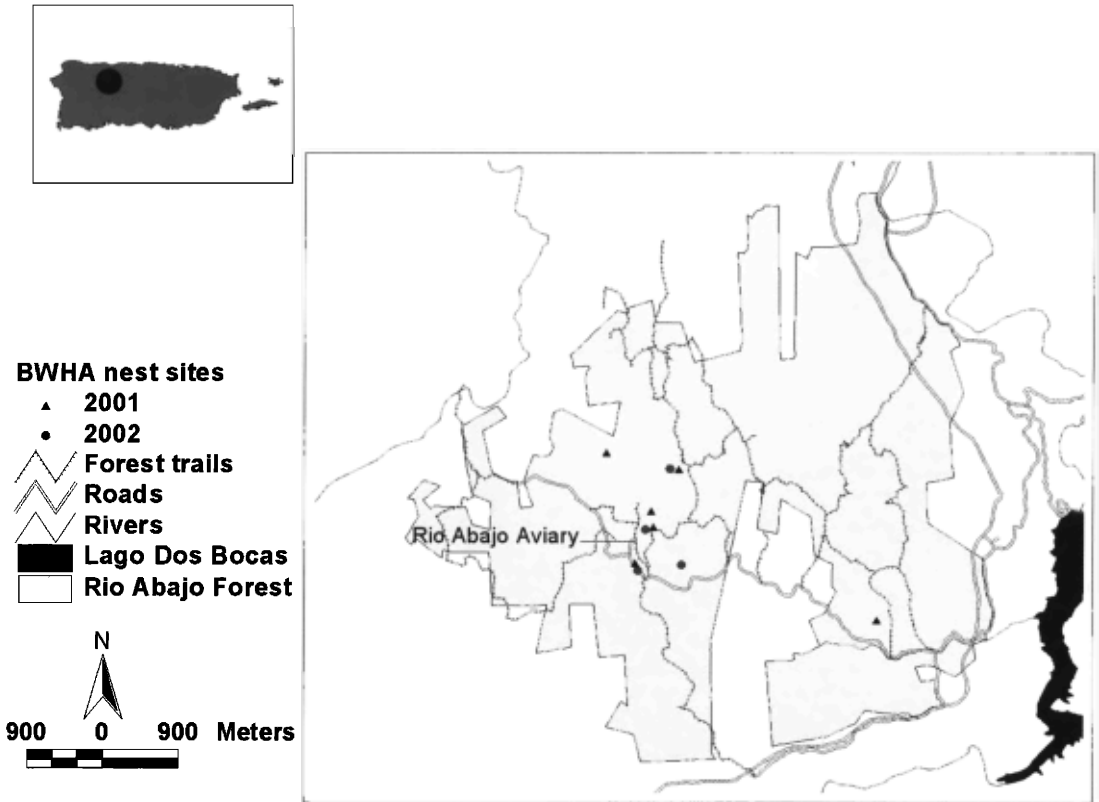 BWHA nest sites
2001
2002
Forest trails
Roads
Rivers
Lago Dos Bocas
Rio Abajo Forest
N
900 0 900 Meters
Rio Abajo Aviary